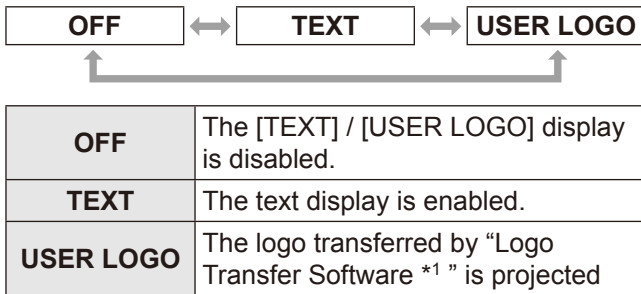 OFF TEXT USER LOGO
OFF
The [TEXT] / [USER LOGO] display
is disabled.
TEXT
The text display is enabled.
USER LOGO
The logo transferred by “Logo
Transfer Software *1 ” is projected